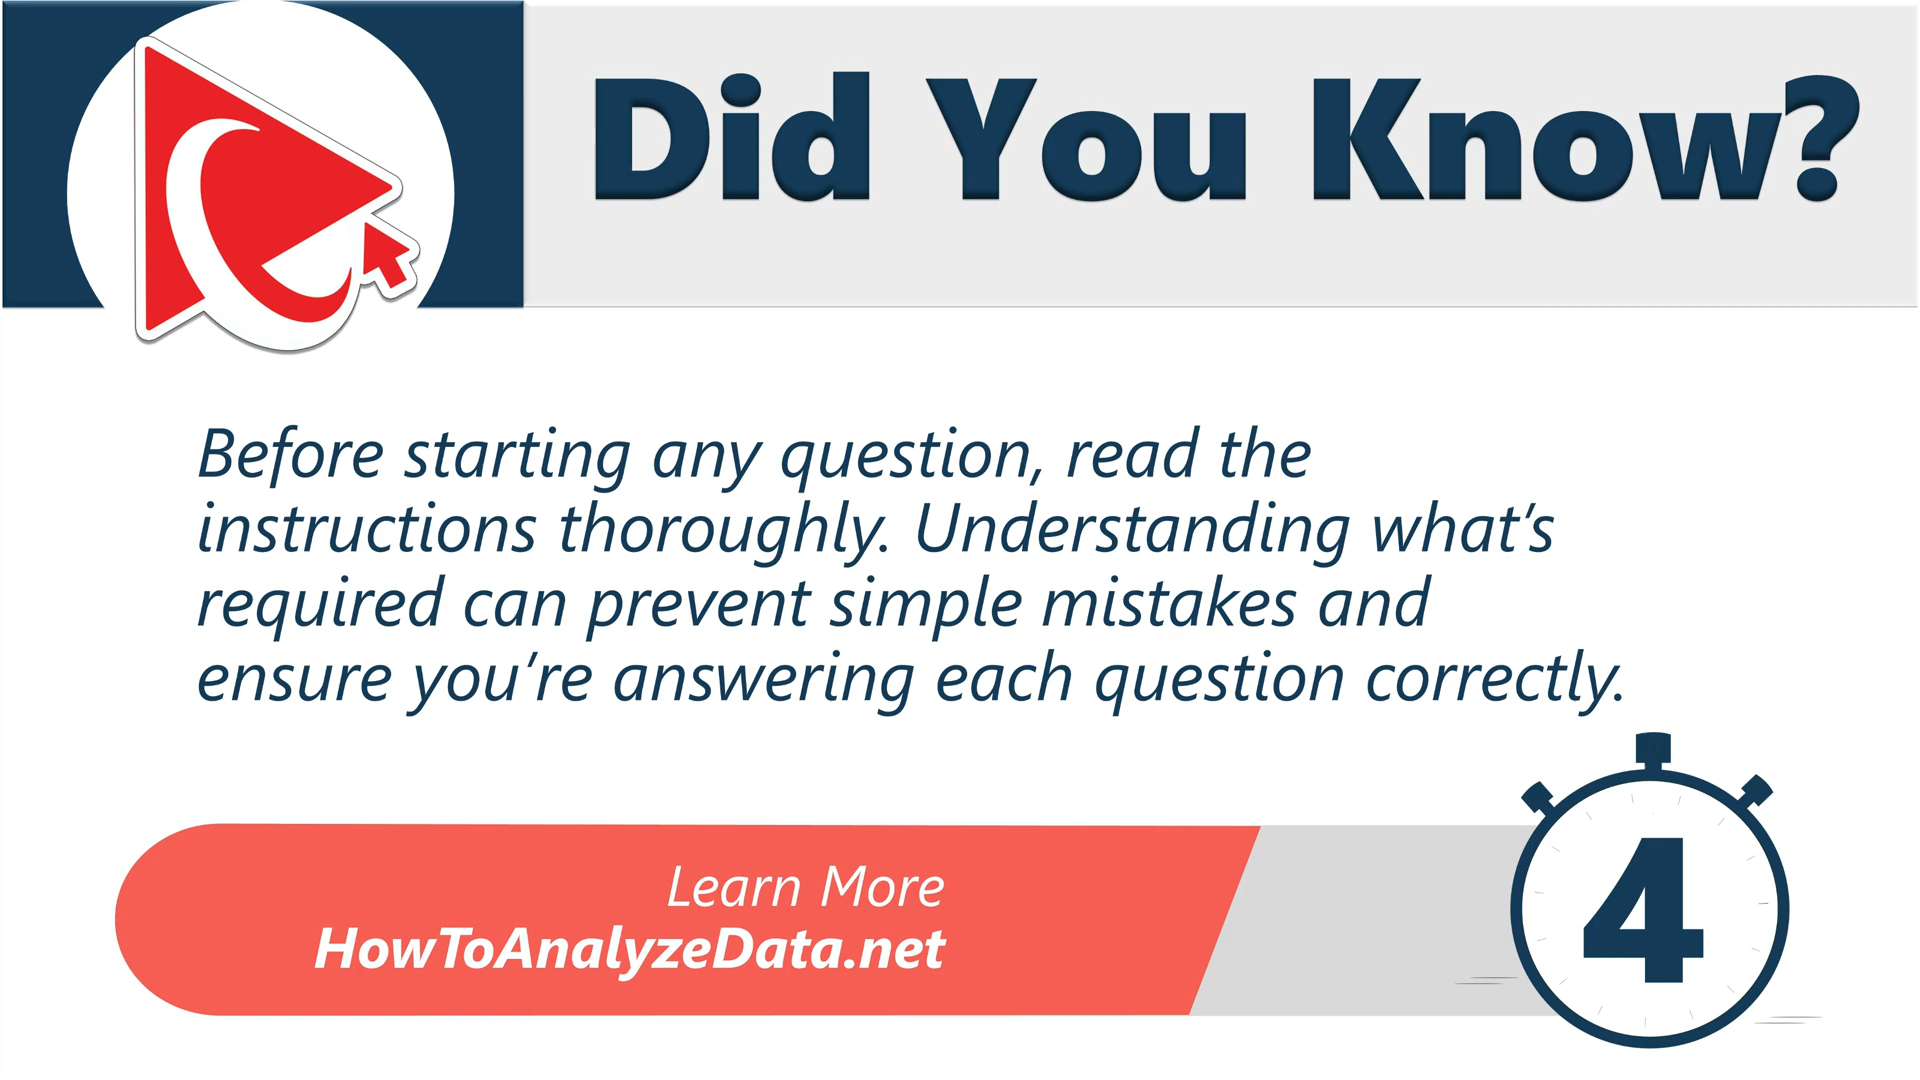 Did You Know?
Before starting any question, read the
instructions thoroughly. Understanding what’s
required can prevent simple mistakes and
ensure you’re answering each question correctly.
Learn More
HowToAnalyzeData.net
4